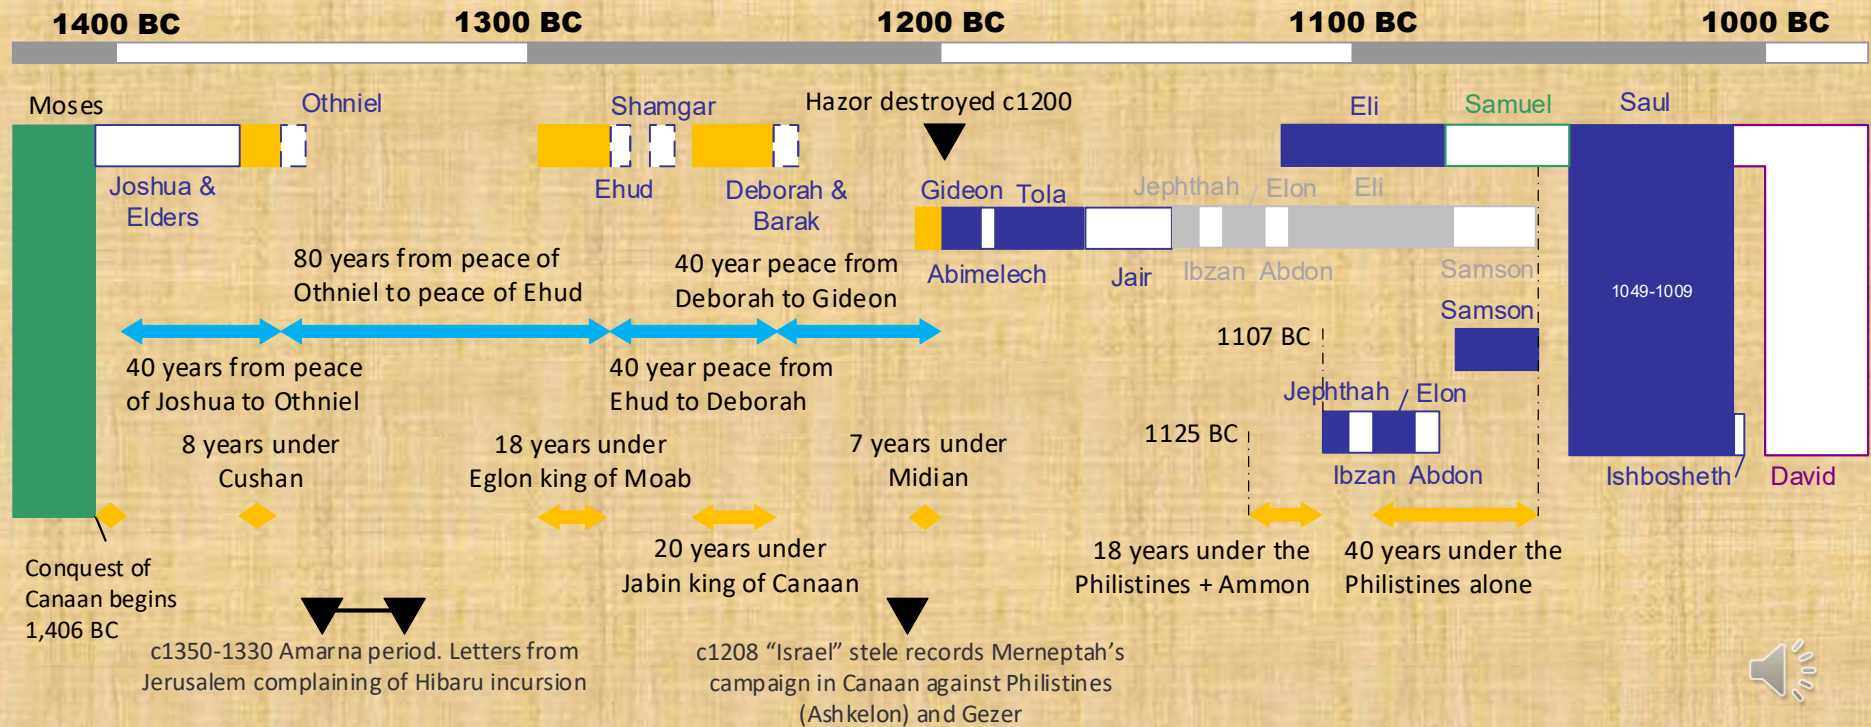 1400 BC
1300 BC
1200 BC
1100 BC
1000 BC
Moses
Othniel
Shamgar
Hazor destroyed c1200
Eli
Samuel
Saul
Joshua &
Elders
Ehud
Deborah &
Barak
Gideon
Tola
Jephthah / Elon
Eli
Abimelech
Jair
Ibzan
Abdon
Samson
80 years from peace of
Othniel to peace of Ehud
40 year peace from
Deborah to Gideon
1049-1009
Samson
1107 BC
40 years from peace
of Joshua to Othniel
40 year peace from
Ehud to Deborah
Jephthah / Elon
1125 BC
8 years under
Cushan
18 years under
Eglon king of Moab
7 years under
Midian
Ibzan
Abdon
Ishbosheth
David
20 years under
Jabin king of Canaan
18 years under the
Philistines + Ammon
40 years under the
Philistines alone
Conquest of
Canaan begins
1,406 BC
c1350-1330 Amarna period. Letters from
Jerusalem complaining of Hibaru incursion
c1208 “Israel” stele records Merneptah’s
campaign in Canaan against Philistines
(Ashkelon) and Gezer